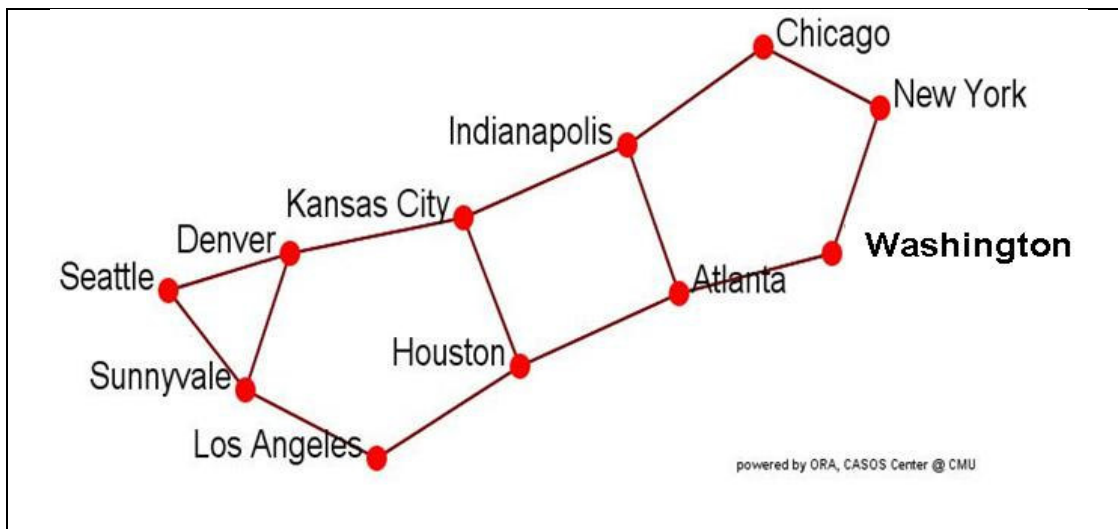 Chicago
New York
Indianapolis
Kansas City
Denver
Washington
Seattle
Atlanta
Houston
Sunnyvale
Los Angeles
powered by ORA, CASOS Center @ CMU